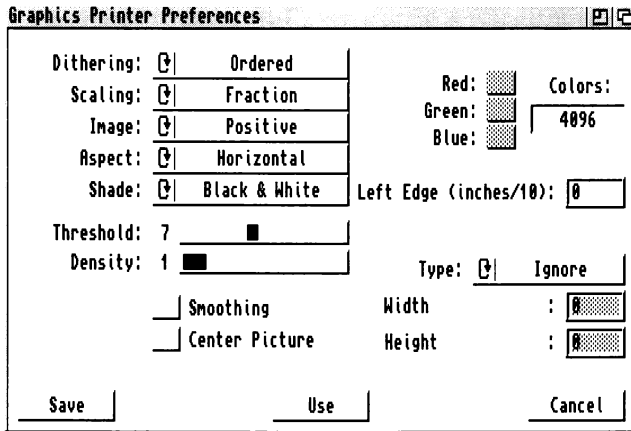 Graphics Printer Preferences
Dithering: Ordered
Scaling: Fraction
Image: Positive
Aspect: Horizontal
Shade: Black & White
Threshold: 7
Density: 1
Smoothing
Center Picture
Red:
Green:
Blue:
Colors:
4096
Left Edge (inches/10): 0
Type: Ignore
Width : 0
Height : 0
Save Use Cancel